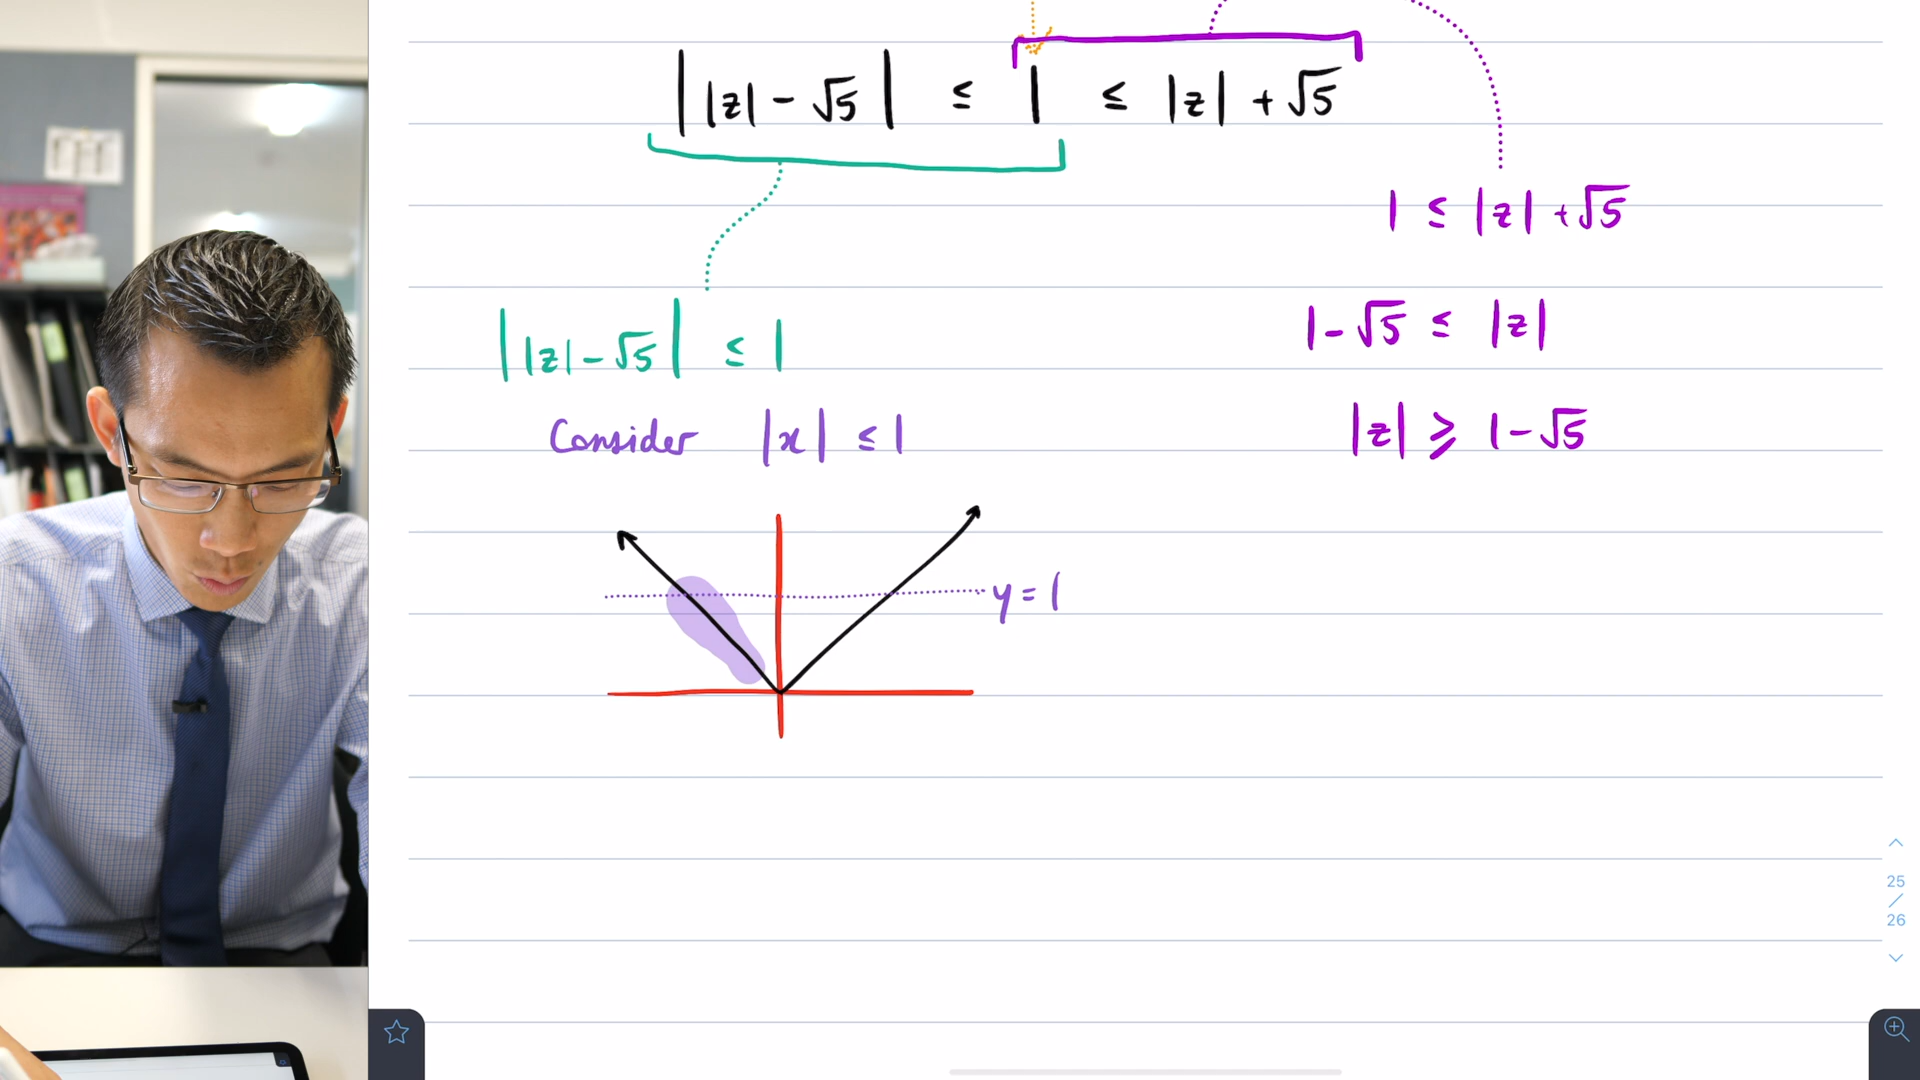 ||z| - √5| ≤ 1 ≤ |z| + √5
1 ≤ |z| + √5
||z| - √5| ≤ 1
1 - √5 ≤ |z|
Consider |x| ≤ 1
|z| ⩾ 1 - √5
y = 1
25
/
26